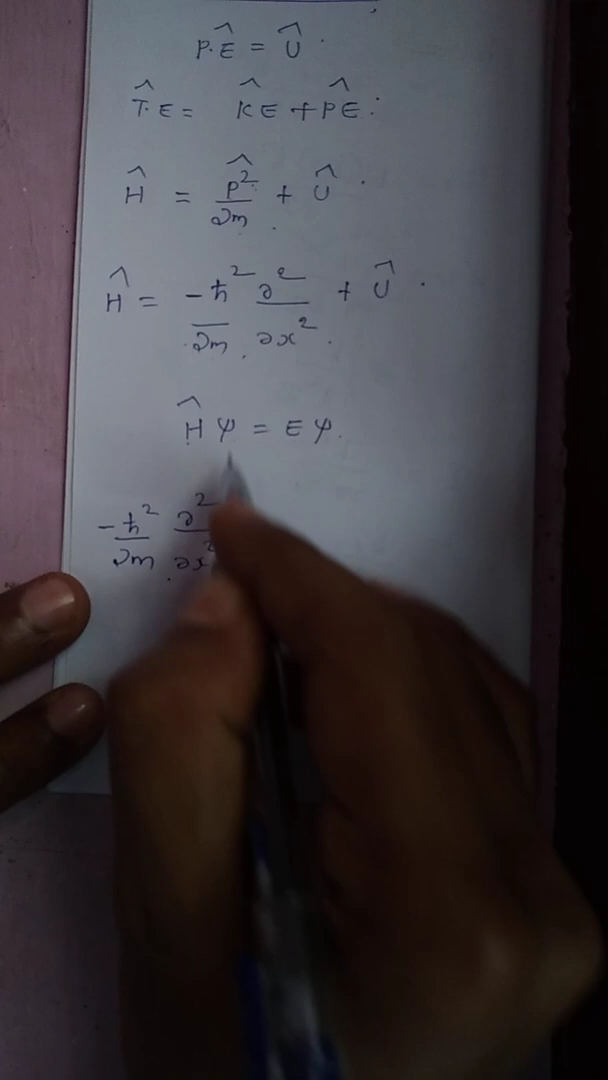 P.Ê = Û.
T̂.E = K̂E + P̂E:
Ĥ = p̂²/2m + Û.
Ĥ = -ħ²/2m ∂²/∂x² + Û.
Ĥψ = Eψ.
-ħ²/2m ∂²/∂x²